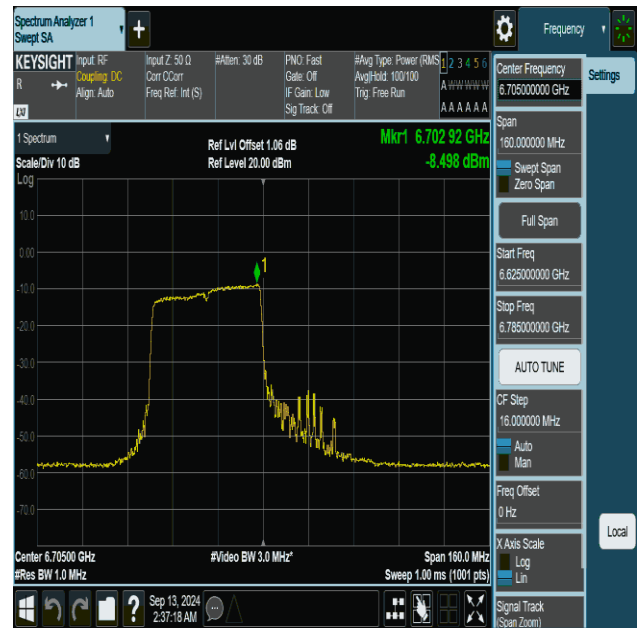 Spectrum Analyzer 1
Swept SA
Frequency
KEYSIGHT
R
LXI
Input: RF
Coupling: DC
Align: Auto
Input Z: 50 Ω
Corr CCorr
Freq Ref: Int (S)
#Atten: 30 dB
PNO: Fast
Gate: Off
IF Gain: Low
Sig Track: Off
#Avg Type: Power (RMS
Avg|Hold: 100/100
Trig: Free Run
1 2 3 4 5 6
A W W W W W
A A A A A A
1 Spectrum
Scale/Div 10 dB
Log
Ref Lvl Offset 1.06 dB
Ref Level 20.00 dBm
Mkr1 6.702 92 GHz
-8.498 dBm
10.0
0.00
-10.0
-20.0
-30.0
-40.0
-50.0
-60.0
-70.0
1
Center 6.70500 GHz
#Res BW 1.0 MHz
#Video BW 3.0 MHz*
Span 160.0 MHz
Sweep 1.00 ms (1001 pts)
Center Frequency
6.705000000 GHz
Span
160.000000 MHz
Swept Span
Zero Span
Full Span
Start Freq
6.625000000 GHz
Stop Freq
6.785000000 GHz
AUTO TUNE
CF Step
16.000000 MHz
Auto
Man
Freq Offset
0 Hz
X Axis Scale
Log
Lin
Signal Track
(Span Zoom)
Settings
Local
?
Sep 13, 2024
2:37:18 AM